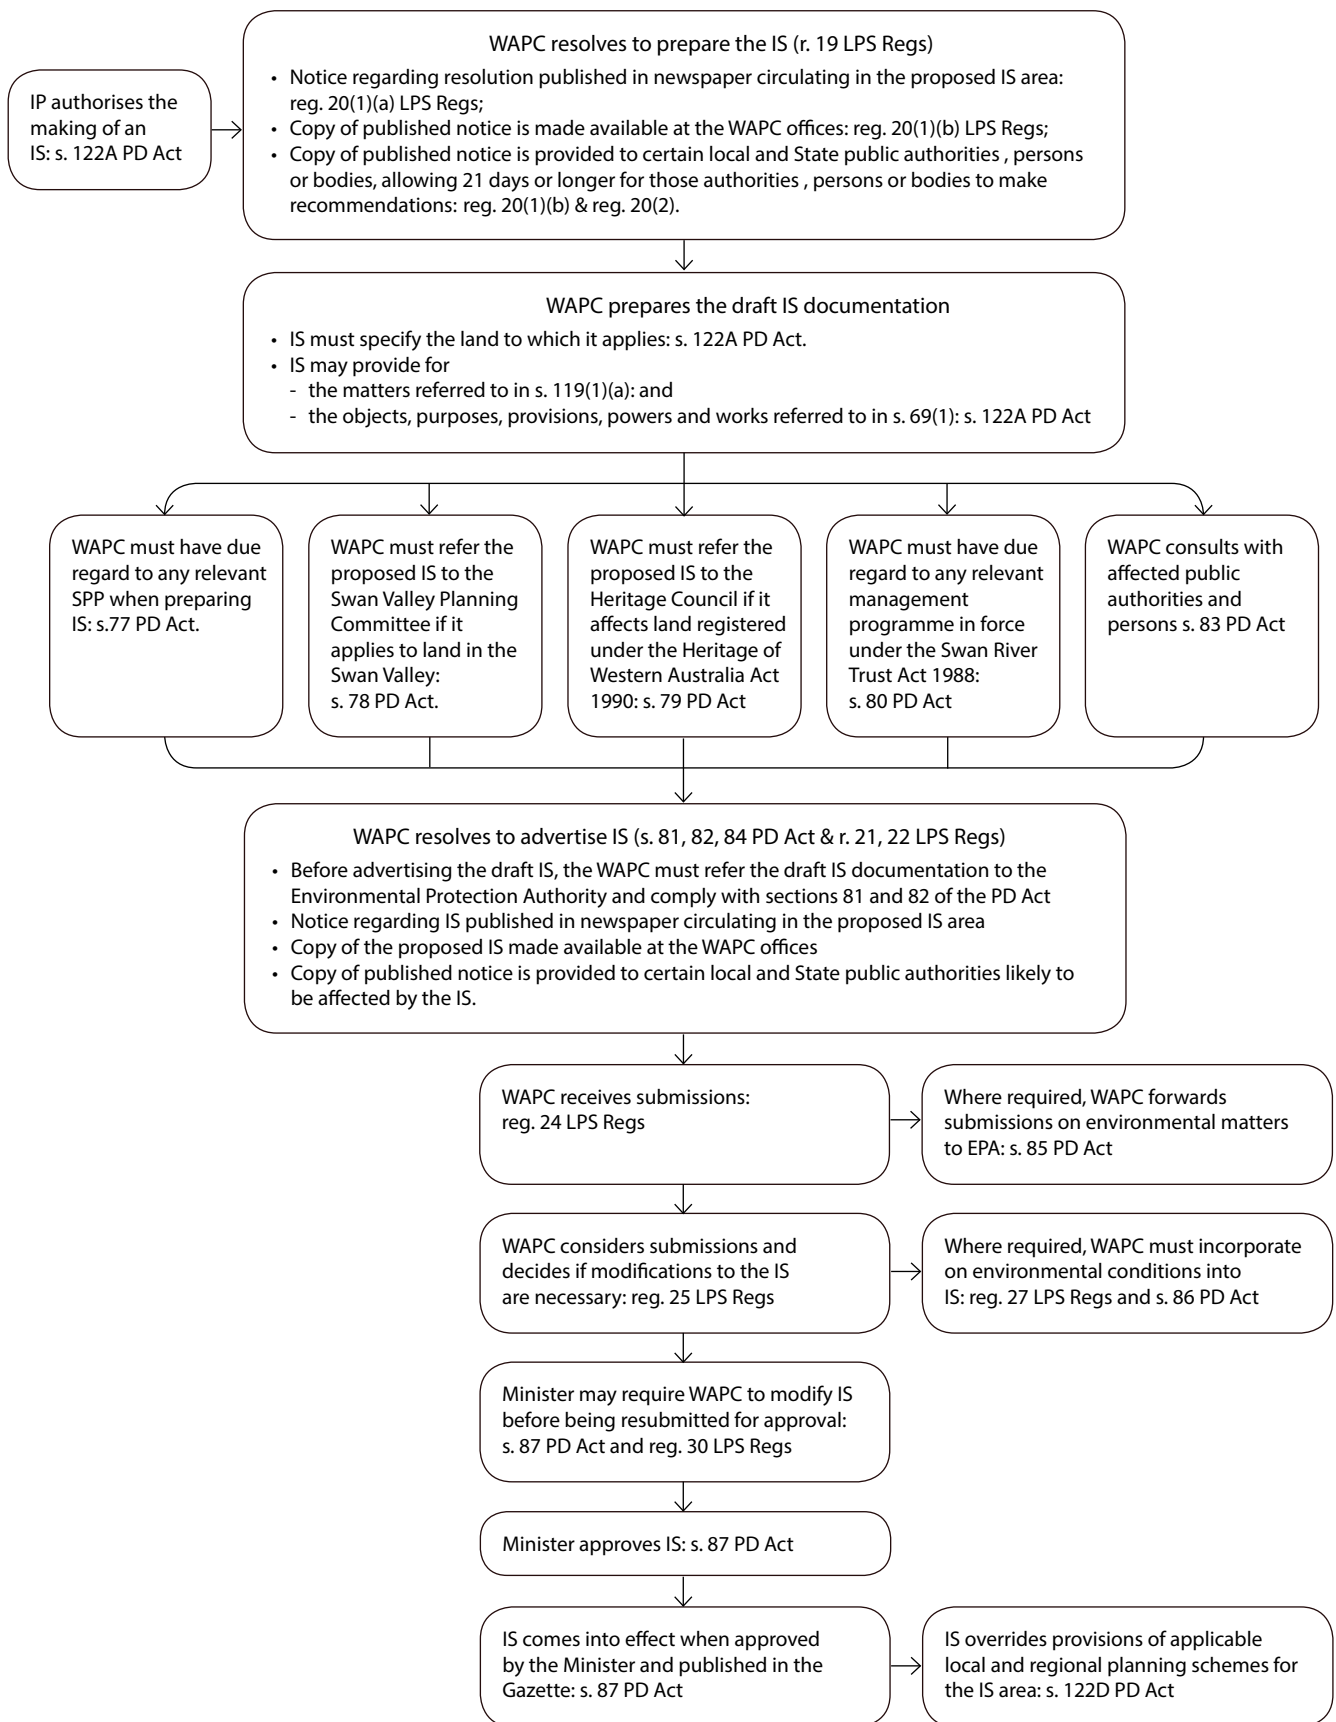 IP authorises the
making of an
IS: s. 122A PD Act
WAPC resolves to prepare the IS (r. 19 LPS Regs)
• Notice regarding resolution published in newspaper circulating in the proposed IS area:
reg. 20(1)(a) LPS Regs;
• Copy of published notice is made available at the WAPC offices: reg. 20(1)(b) LPS Regs;
• Copy of published notice is provided to certain local and State public authorities , persons
or bodies, allowing 21 days or longer for those authorities , persons or bodies to make
recommendations: reg. 20(1)(b) & reg. 20(2).
WAPC prepares the draft IS documentation
• IS must specify the land to which it applies: s. 122A PD Act.
• IS may provide for
- the matters referred to in s. 119(1)(a): and
- the objects, purposes, provisions, powers and works referred to in s. 69(1): s. 122A PD Act
WAPC must have due
regard to any relevant
SPP when preparing
IS: s.77 PD Act.
WAPC must refer the
proposed IS to the
Swan Valley Planning
Committee if it
applies to land in the
Swan Valley:
s. 78 PD Act.
WAPC must refer the
proposed IS to the
Heritage Council if it
affects land registered
under the Heritage of
Western Australia Act
1990: s. 79 PD Act
WAPC must have due
regard to any relevant
management
programme in force
under the Swan River
Trust Act 1988:
s. 80 PD Act
WAPC consults with
affected public
authorities and
persons s. 83 PD Act
WAPC resolves to advertise IS (s. 81, 82, 84 PD Act & r. 21, 22 LPS Regs)
• Before advertising the draft IS, the WAPC must refer the draft IS documentation to the
Environmental Protection Authority and comply with sections 81 and 82 of the PD Act
• Notice regarding IS published in newspaper circulating in the proposed IS area
• Copy of the proposed IS made available at the WAPC offices
• Copy of published notice is provided to certain local and State public authorities likely to
be affected by the IS.
WAPC receives submissions:
reg. 24 LPS Regs
Where required, WAPC forwards
submissions on environmental matters
to EPA: s. 85 PD Act
WAPC considers submissions and
decides if modifications to the IS
are necessary: reg. 25 LPS Regs
Where required, WAPC must incorporate
on environmental conditions into
IS: reg. 27 LPS Regs and s. 86 PD Act
Minister may require WAPC to modify IS
before being resubmitted for approval:
s. 87 PD Act and reg. 30 LPS Regs
Minister approves IS: s. 87 PD Act
IS comes into effect when approved
by the Minister and published in the
Gazette: s. 87 PD Act
IS overrides provisions of applicable
local and regional planning schemes for
the IS area: s. 122D PD Act